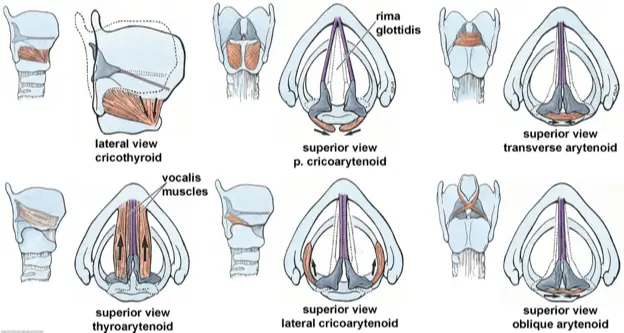 rima
glottidis
lateral view
cricothyroid
superior view
p. cricoarytenoid
superior view
transverse arytenoid
vocalis
muscles
superior view
thyroarytenoid
superior view
lateral cricoarytenoid
superior view
oblique arytenoid